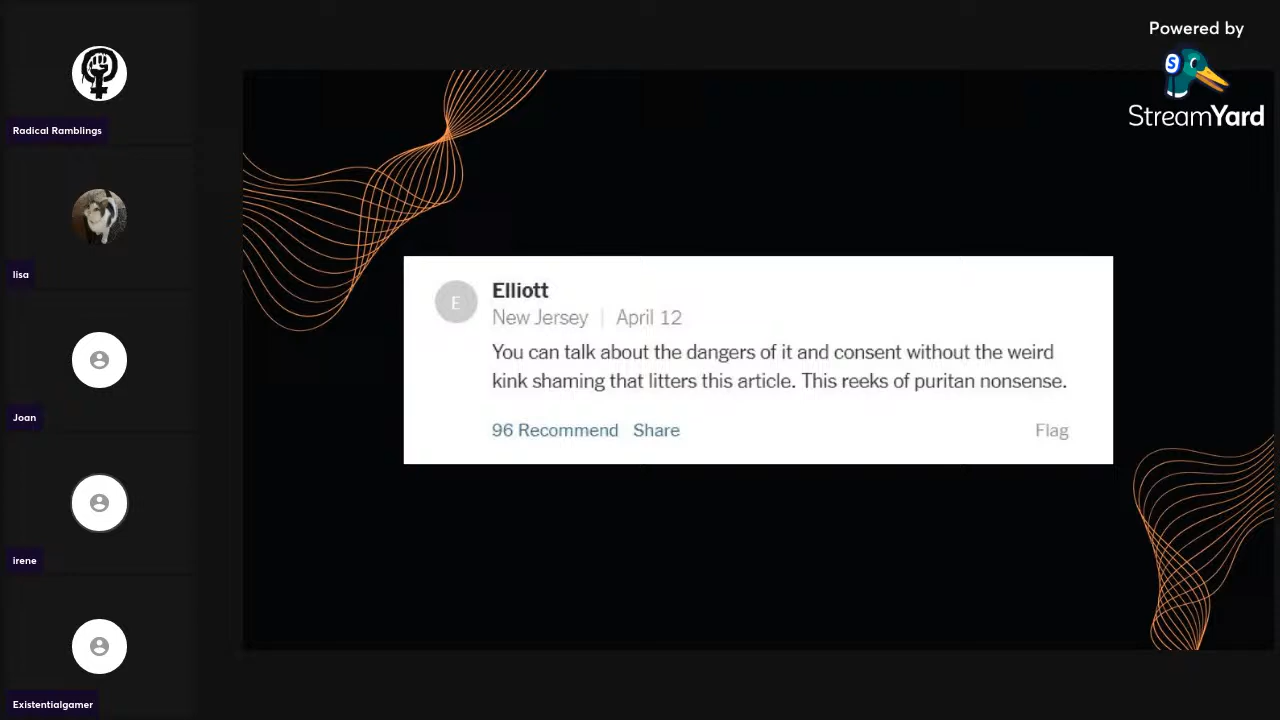 Powered by
S
StreamYard
Radical Ramblings
lisa
Joan
irene
Existentialgamer
E
Elliott
New Jersey | April 12
You can talk about the dangers of it and consent without the weird
kink shaming that litters this article. This reeks of puritan nonsense.
96 Recommend Share Flag